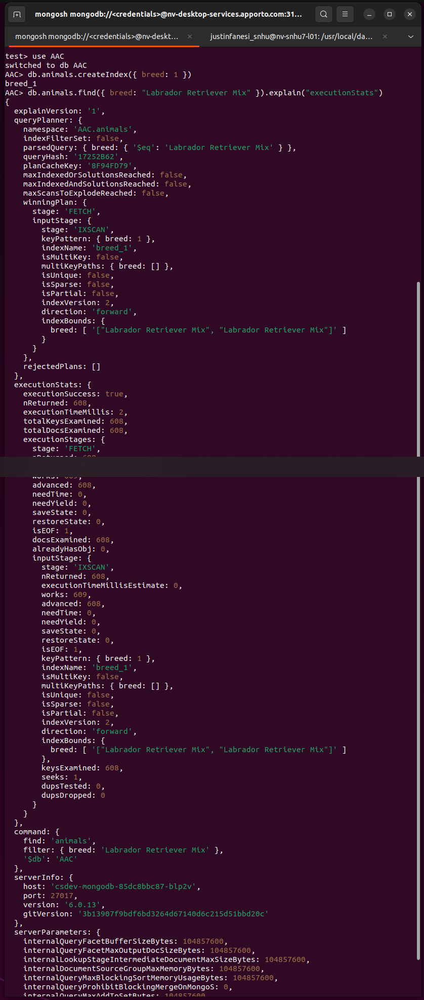 mongosh mongodb://<credentials>@nv-desktop-services.apporto.com:31...
mongosh mongodb://<credentials>@nv-deskt...
justinfanesi_snhu@nv-snhu7-l01: /usr/local/da...
test> use AAC
switched to db AAC
AAC> db.animals.createIndex({ breed: 1 })
breed_1
AAC> db.animals.find({ breed: "Labrador Retriever Mix" }).explain("executionStats")
{
  explainVersion: '1',
  queryPlanner: {
    namespace: 'AAC.animals',
    indexFilterSet: false,
    parsedQuery: { breed: { '$eq': 'Labrador Retriever Mix' } },
    queryHash: '17252B62',
    planCacheKey: '8F94FD79',
    maxIndexedOrSolutionsReached: false,
    maxIndexedAndSolutionsReached: false,
    maxScansToExplodeReached: false,
    winningPlan: {
      stage: 'FETCH',
      inputStage: {
        stage: 'IXSCAN',
        keyPattern: { breed: 1 },
        indexName: 'breed_1',
        isMultiKey: false,
        multiKeyPaths: { breed: [] },
        isUnique: false,
        isSparse: false,
        isPartial: false,
        indexVersion: 2,
        direction: 'forward',
        indexBounds: {
          breed: [ '["Labrador Retriever Mix", "Labrador Retriever Mix"]' ]
        }
      }
    },
    rejectedPlans: []
  },
  executionStats: {
    executionSuccess: true,
    nReturned: 608,
    executionTimeMillis: 2,
    totalKeysExamined: 608,
    totalDocsExamined: 608,
    executionStages: {
      stage: 'FETCH',
      nReturned: 608
      works: 609,
      advanced: 608,
      needTime: 0,
      needYield: 0,
      saveState: 0,
      restoreState: 0,
      isEOF: 1,
      docsExamined: 608,
      alreadyHasObj: 0,
      inputStage: {
        stage: 'IXSCAN',
        nReturned: 608,
        executionTimeMillisEstimate: 0,
        works: 609,
        advanced: 608,
        needTime: 0,
        needYield: 0,
        saveState: 0,
        restoreState: 0,
        isEOF: 1,
        keyPattern: { breed: 1 },
        indexName: 'breed_1',
        isMultiKey: false,
        multiKeyPaths: { breed: [] },
        isUnique: false,
        isSparse: false,
        isPartial: false,
        indexVersion: 2,
        direction: 'forward',
        indexBounds: {
          breed: [ '["Labrador Retriever Mix", "Labrador Retriever Mix"]' ]
        },
        keysExamined: 608,
        seeks: 1,
        dupsTested: 0,
        dupsDropped: 0
      }
    }
  },
  command: {
    find: 'animals',
    filter: { breed: 'Labrador Retriever Mix' },
    '$db': 'AAC'
  },
  serverInfo: {
    host: 'csdev-mongodb-85dc8bbc87-blp2v',
    port: 27017,
    version: '6.0.13',
    gitVersion: '3b13907f9bdf6bd3264d67140d6c215d51bbd20c'
  },
  serverParameters: {
    internalQueryFacetBufferSizeBytes: 104857600,
    internalQueryFacetMaxOutputDocSizeBytes: 104857600,
    internalLookupStageIntermediateDocumentMaxSizeBytes: 104857600,
    internalDocumentSourceGroupMaxMemoryBytes: 104857600,
    internalQueryMaxBlockingSortMemoryUsageBytes: 104857600,
    internalQueryProhibitBlockingMergeOnMongoS: 0,
    internalQueryMaxAddToSetBytes: 104857600